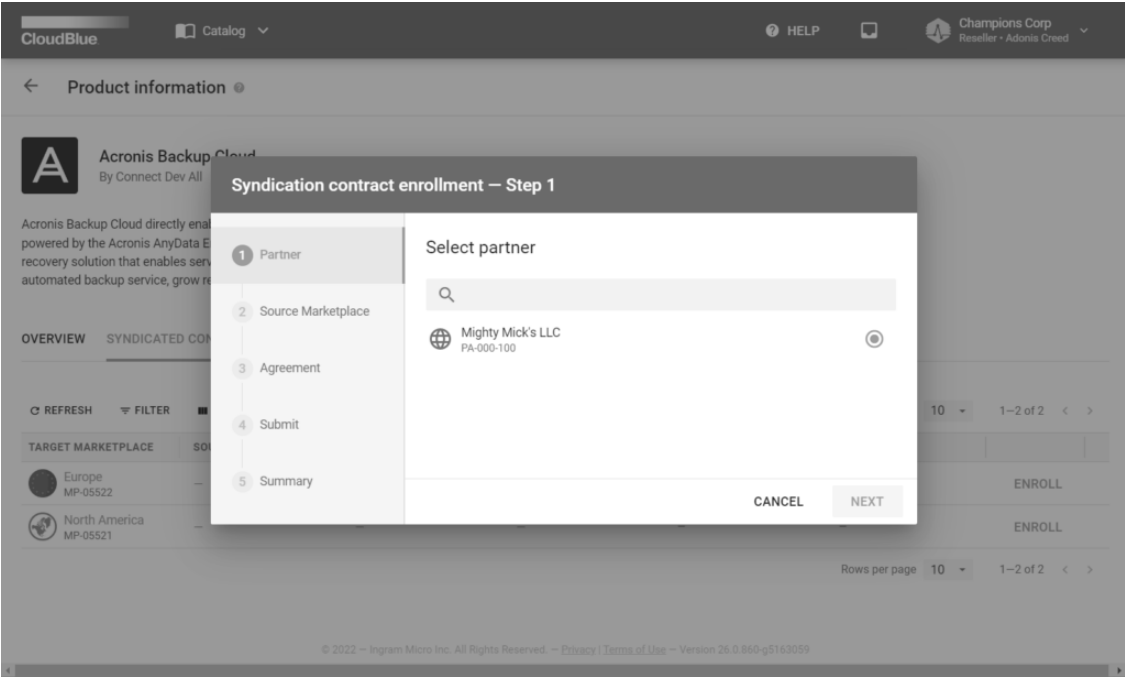 CloudBlue
Catalog
HELP
Champions Corp
Reseller • Adonis Creed
Product information
A
Acronis Backup Cloud
By Connect Dev All
Acronis Backup Cloud directly enal
powered by the Acronis AnyData E
recovery solution that enables serv
automated backup service, grow re
OVERVIEW SYNDICATED CON
REFRESH FILTER
10 1–2 of 2
TARGET MARKETPLACE SOU
Europe
MP-05522
–
ENROLL
North America
MP-05521
–
ENROLL
Rows per page 10 1–2 of 2
Syndication contract enrollment — Step 1
1 Partner
2 Source Marketplace
3 Agreement
4 Submit
5 Summary
Select partner
Mighty Mick's LLC
PA-000-100
CANCEL NEXT
© 2022 – Ingram Micro Inc. All Rights Reserved. – Privacy | Terms of Use – Version 26.0.860-g5163059